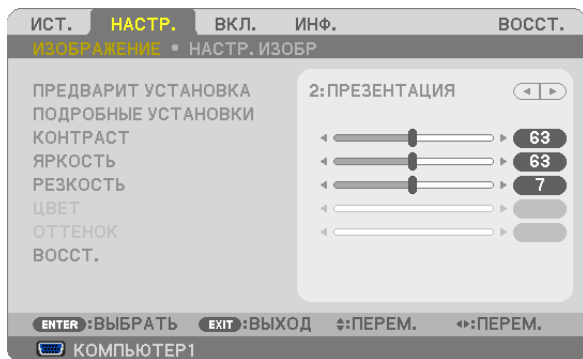 ИСТ. НАСТР. ВКЛ. ИНФ. ВОССТ.
ИЗОБРАЖЕНИЕ • НАСТР. ИЗОБР
ПРЕДВАРИТ УСТАНОВКА 2:ПРЕЗЕНТАЦИЯ
ПОДРОБНЫЕ УСТАНОВКИ
КОНТРАСТ 63
ЯРКОСТЬ 63
РЕЗКОСТЬ 7
ЦВЕТ
ОТТЕНОК
ВОССТ.
ENTER :ВЫБРАТЬ EXIT :ВЫХОД :ПЕРЕМ. :ПЕРЕМ.
КОМПЬЮТЕР1